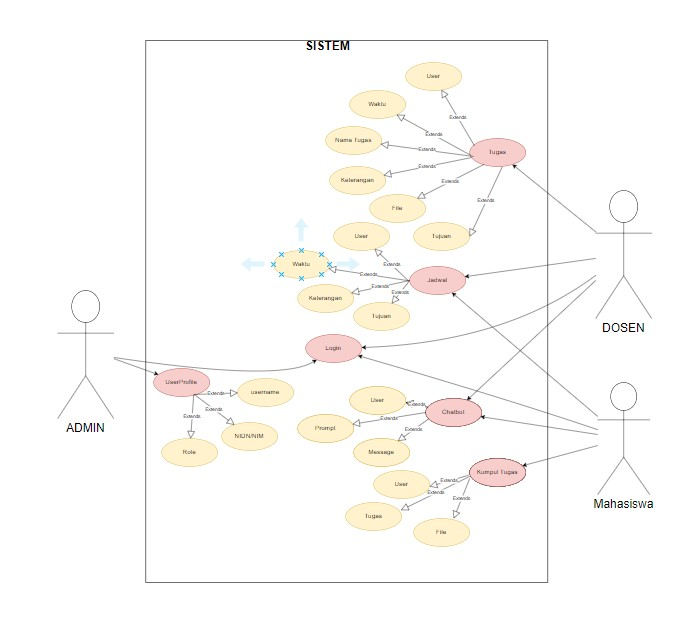 SISTEM
User
Waktu
Extends
Extends
Name Tugas
Extends
Tugas
Extends
Keterangan
Extends
File
Extends
User
Tujuan
Waktu
Extends
Extends
Jadwal
Extends
Keterangan
Extends
Tujuan
DOSEN
Login
UserProfile
Extends
username
Extends
Extends
NIDN/NIM
Role
ADMIN
User
Extends
Chatbot
Prompt
Extends
Extends
Message
Kumpul Tugas
User
Extends
Extends
Extends
Tugas
File
Mahasiswa